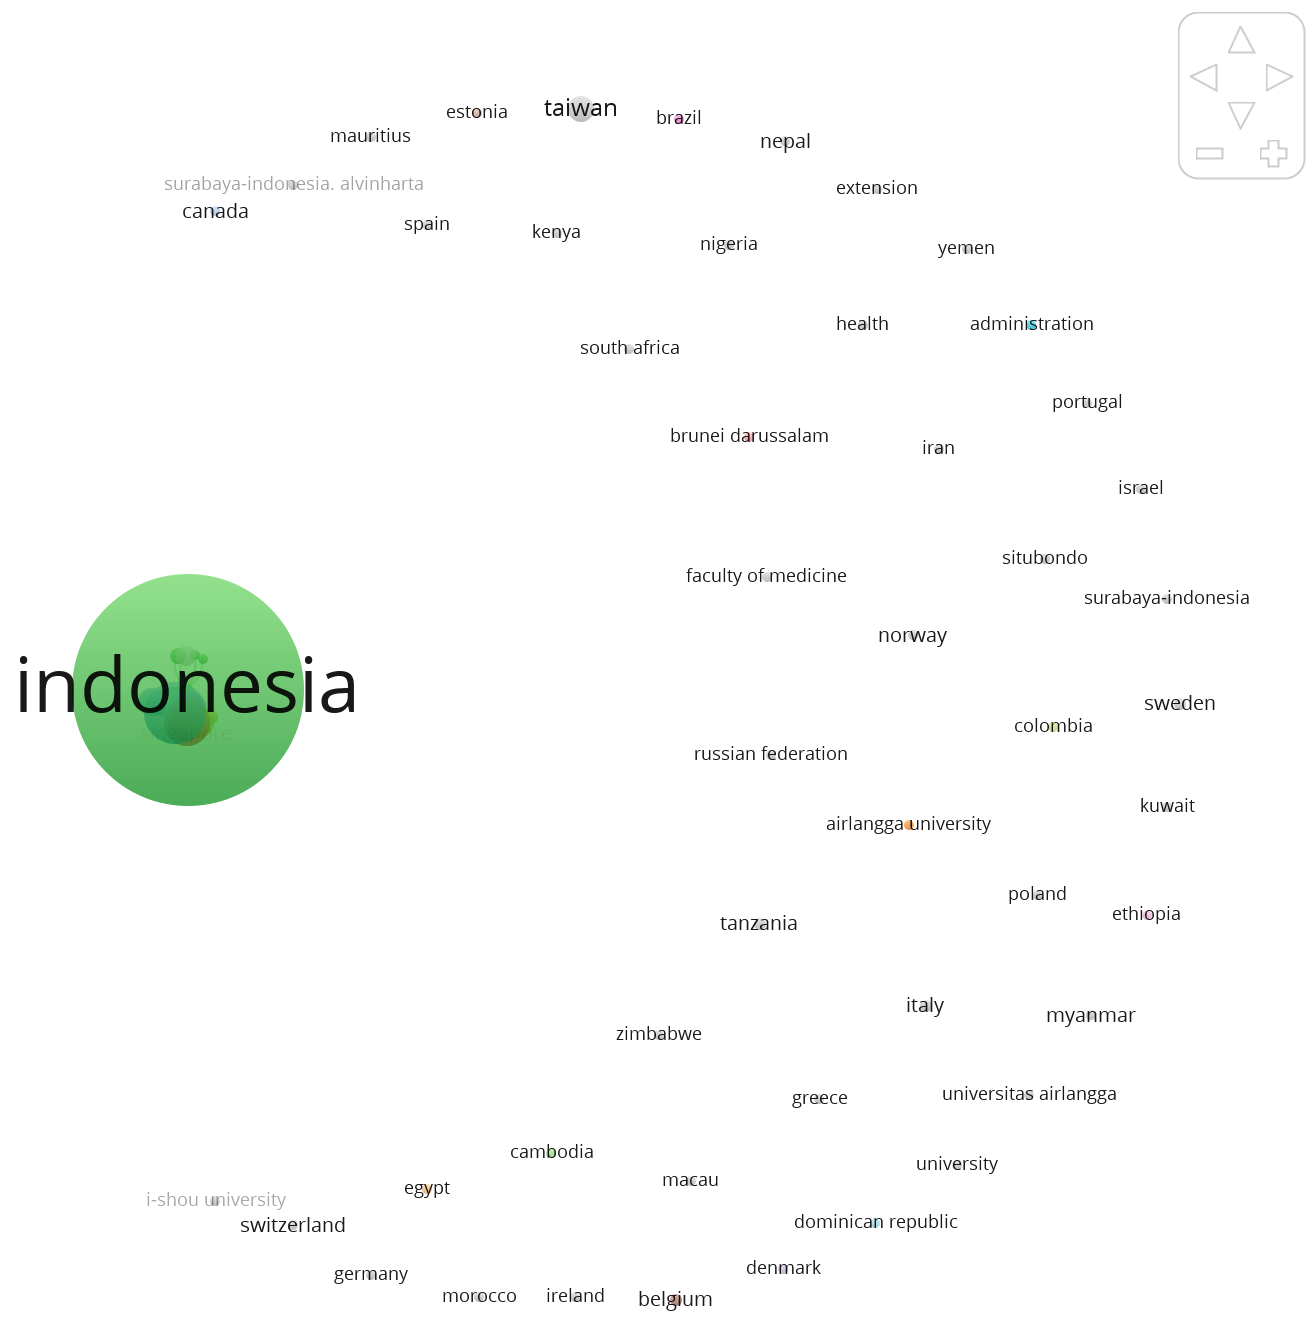 estonia
taiwan
brazil
mauritius
nepal
surabaya-indonesia. alvinharta
extension
canada
spain
kenya
nigeria
yemen
health
administration
south africa
portugal
brunei darussalam
iran
israel
situbondo
faculty of medicine
surabaya-indonesia
norway
indonesia
sweden
colombia
singapore
russian federation
kuwait
airlangga university
poland
ethiopia
tanzania
italy
myanmar
zimbabwe
greece
universitas airlangga
cambodia
university
macau
egypt
i-shou university
dominican republic
switzerland
denmark
germany
morocco
ireland
belgium